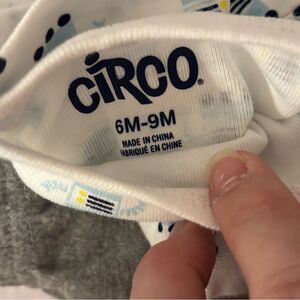 CIRCO®
6M-9M
MADE IN CHINA
FABRIQUÉ EN CHINE